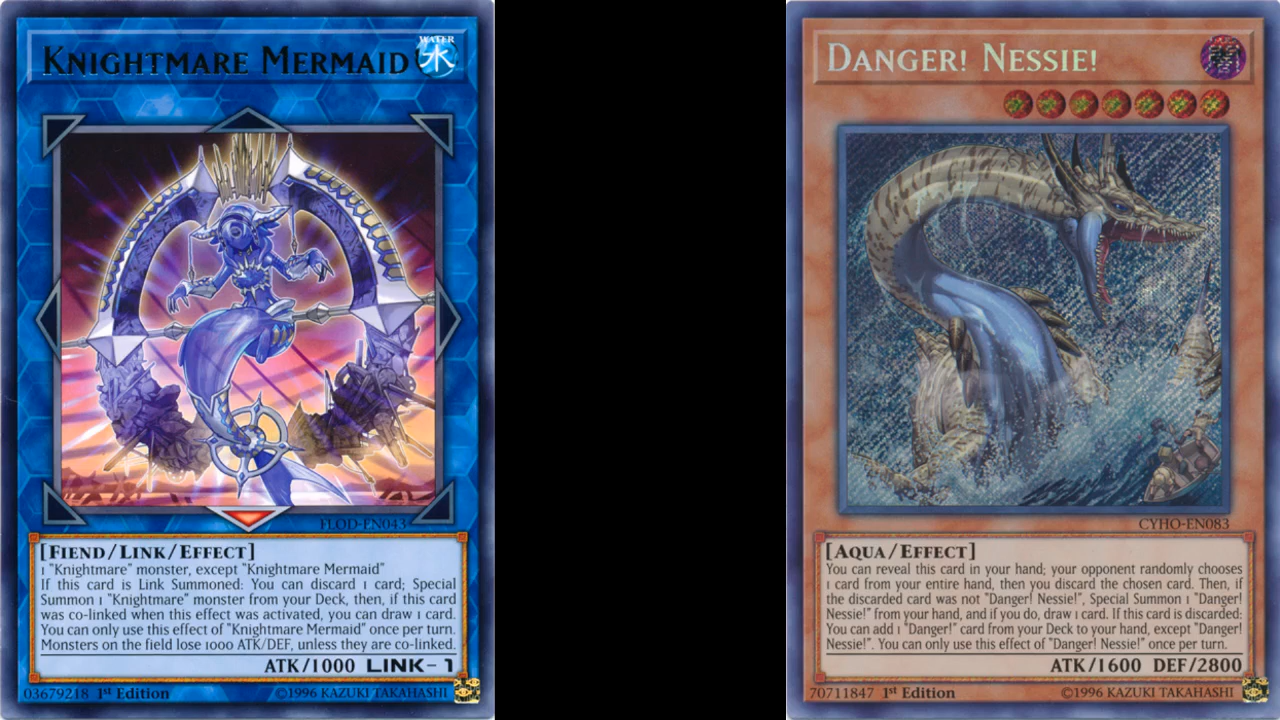 KNIGHTMARE MERMAID
WATER
水
FLOD-EN043
[FIEND/LINK/EFFECT]
1 "Knightmare" monster, except "Knightmare Mermaid"
If this card is Link Summoned: You can discard 1 card; Special
Summon 1 "Knightmare" monster from your Deck, then, if this card
was co-linked when this effect was activated, you can draw 1 card.
You can only use this effect of "Knightmare Mermaid" once per turn.
Monsters on the field lose 1000 ATK/DEF, unless they are co-linked.
ATK/1000 LINK-1
03679218 1st Edition ©1996 KAZUKI TAKAHASHI
DANGER! NESSIE!
闇
CYHO-EN083
[AQUA/EFFECT]
You can reveal this card in your hand; your opponent randomly chooses
1 card from your entire hand, then you discard the chosen card. Then, if
the discarded card was not "Danger! Nessie!", Special Summon 1 "Danger!
Nessie!" from your hand, and if you do, draw 1 card. If this card is discarded:
You can add 1 "Danger!" card from your Deck to your hand, except "Danger!
Nessie!". You can only use this effect of "Danger! Nessie!" once per turn.
ATK/1600 DEF/2800
70711847 1st Edition ©1996 KAZUKI TAKAHASHI